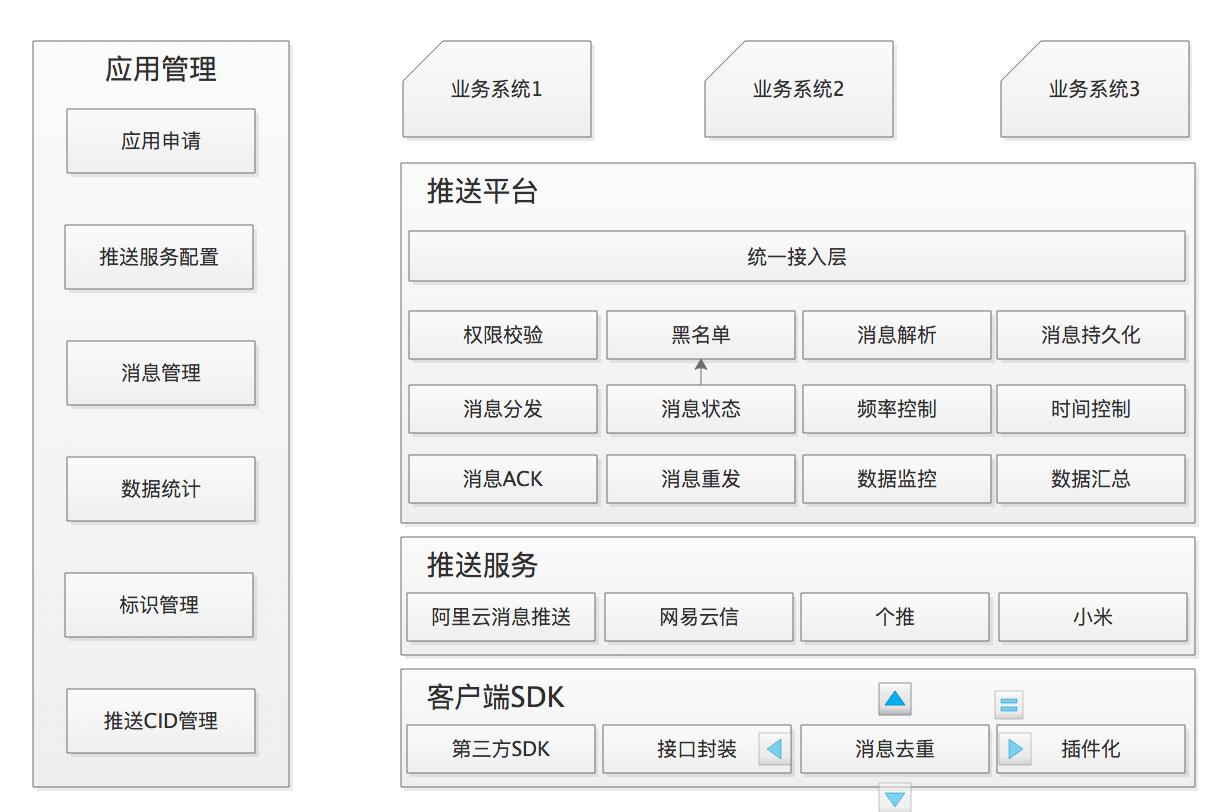 应用管理
应用申请
推送服务配置
消息管理
数据统计
标识管理
推送CID管理
业务系统1
业务系统2
业务系统3
推送平台
统一接入层
权限校验
黑名单
消息解析
消息持久化
消息分发
消息状态
频率控制
时间控制
消息ACK
消息重发
数据监控
数据汇总
推送服务
阿里云消息推送
网易云信
个推
小米
客户端SDK
第三方SDK
接口封装
消息去重
插件化